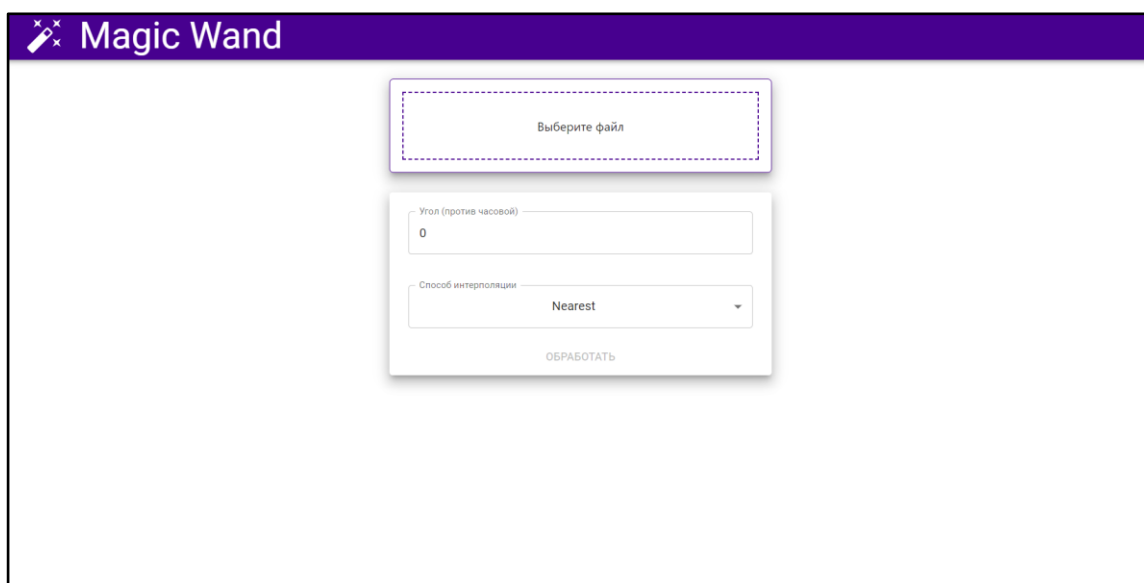 Magic Wand
Выберите файл
Угол (против часовой)
0
Способ интерполяции
Nearest
ОБРАБОТАТЬ